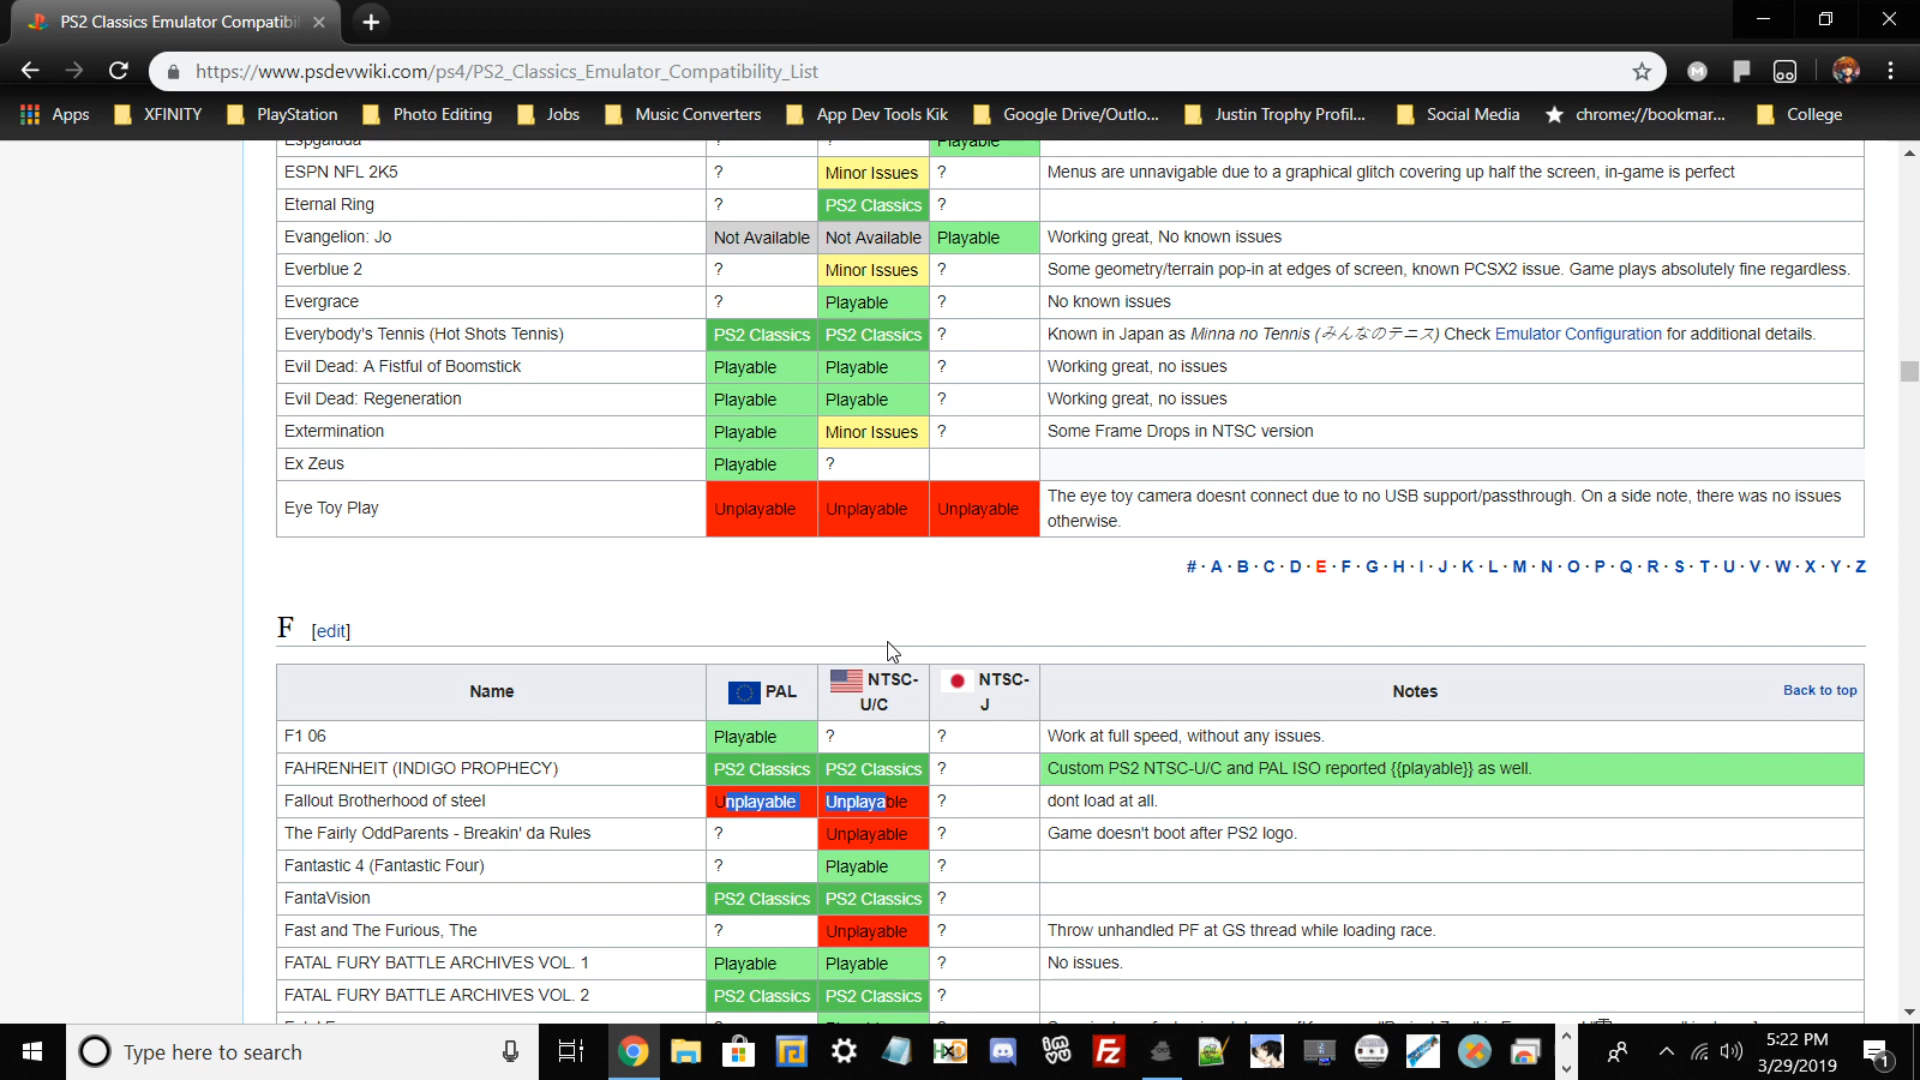 PS2 Classics Emulator Compatibi
https://www.psdevwiki.com/ps4/PS2_Classics_Emulator_Compatibility_List
Apps XFINITY PlayStation Photo Editing Jobs Music Converters App Dev Tools Kik Google Drive/Outlo... Justin Trophy Profil... Social Media chrome://bookmar... College
Espgaluda ? ? Playable
ESPN NFL 2K5 ? Minor Issues ? Menus are unnavigable due to a graphical glitch covering up half the screen, in-game is perfect
Eternal Ring ? PS2 Classics ?
Evangelion: Jo Not Available Not Available Playable Working great, No known issues
Everblue 2 ? Minor Issues ? Some geometry/terrain pop-in at edges of screen, known PCSX2 issue. Game plays absolutely fine regardless.
Evergrace ? Playable ? No known issues
Everybody's Tennis (Hot Shots Tennis) PS2 Classics PS2 Classics ? Known in Japan as Minna no Tennis (みんなのテニス) Check Emulator Configuration for additional details.
Evil Dead: A Fistful of Boomstick Playable Playable ? Working great, no issues
Evil Dead: Regeneration Playable Playable ? Working great, no issues
Extermination Playable Minor Issues ? Some Frame Drops in NTSC version
Ex Zeus Playable ?
Eye Toy Play Unplayable Unplayable Unplayable The eye toy camera doesnt connect due to no USB support/passthrough. On a side note, there was no issues
otherwise.
# · A · B · C · D · E · F · G · H · I · J · K · L · M · N · O · P · Q · R · S · T · U · V · W · X · Y · Z
F [edit]
Name PAL NTSC-U/C NTSC-J Notes Back to top
F1 06 Playable ? ? Work at full speed, without any issues.
FAHRENHEIT (INDIGO PROPHECY) PS2 Classics PS2 Classics ? Custom PS2 NTSC-U/C and PAL ISO reported {{playable}} as well.
Fallout Brotherhood of steel Unplayable Unplayable ? dont load at all.
The Fairly OddParents - Breakin' da Rules ? Unplayable ? Game doesn't boot after PS2 logo.
Fantastic 4 (Fantastic Four) ? Playable ?
FantaVision PS2 Classics PS2 Classics ?
Fast and The Furious, The ? Unplayable ? Throw unhandled PF at GS thread while loading race.
FATAL FURY BATTLE ARCHIVES VOL. 1 Playable Playable ? No issues.
FATAL FURY BATTLE ARCHIVES VOL. 2 PS2 Classics PS2 Classics ?
Type here to search
5:22 PM
3/29/2019
1